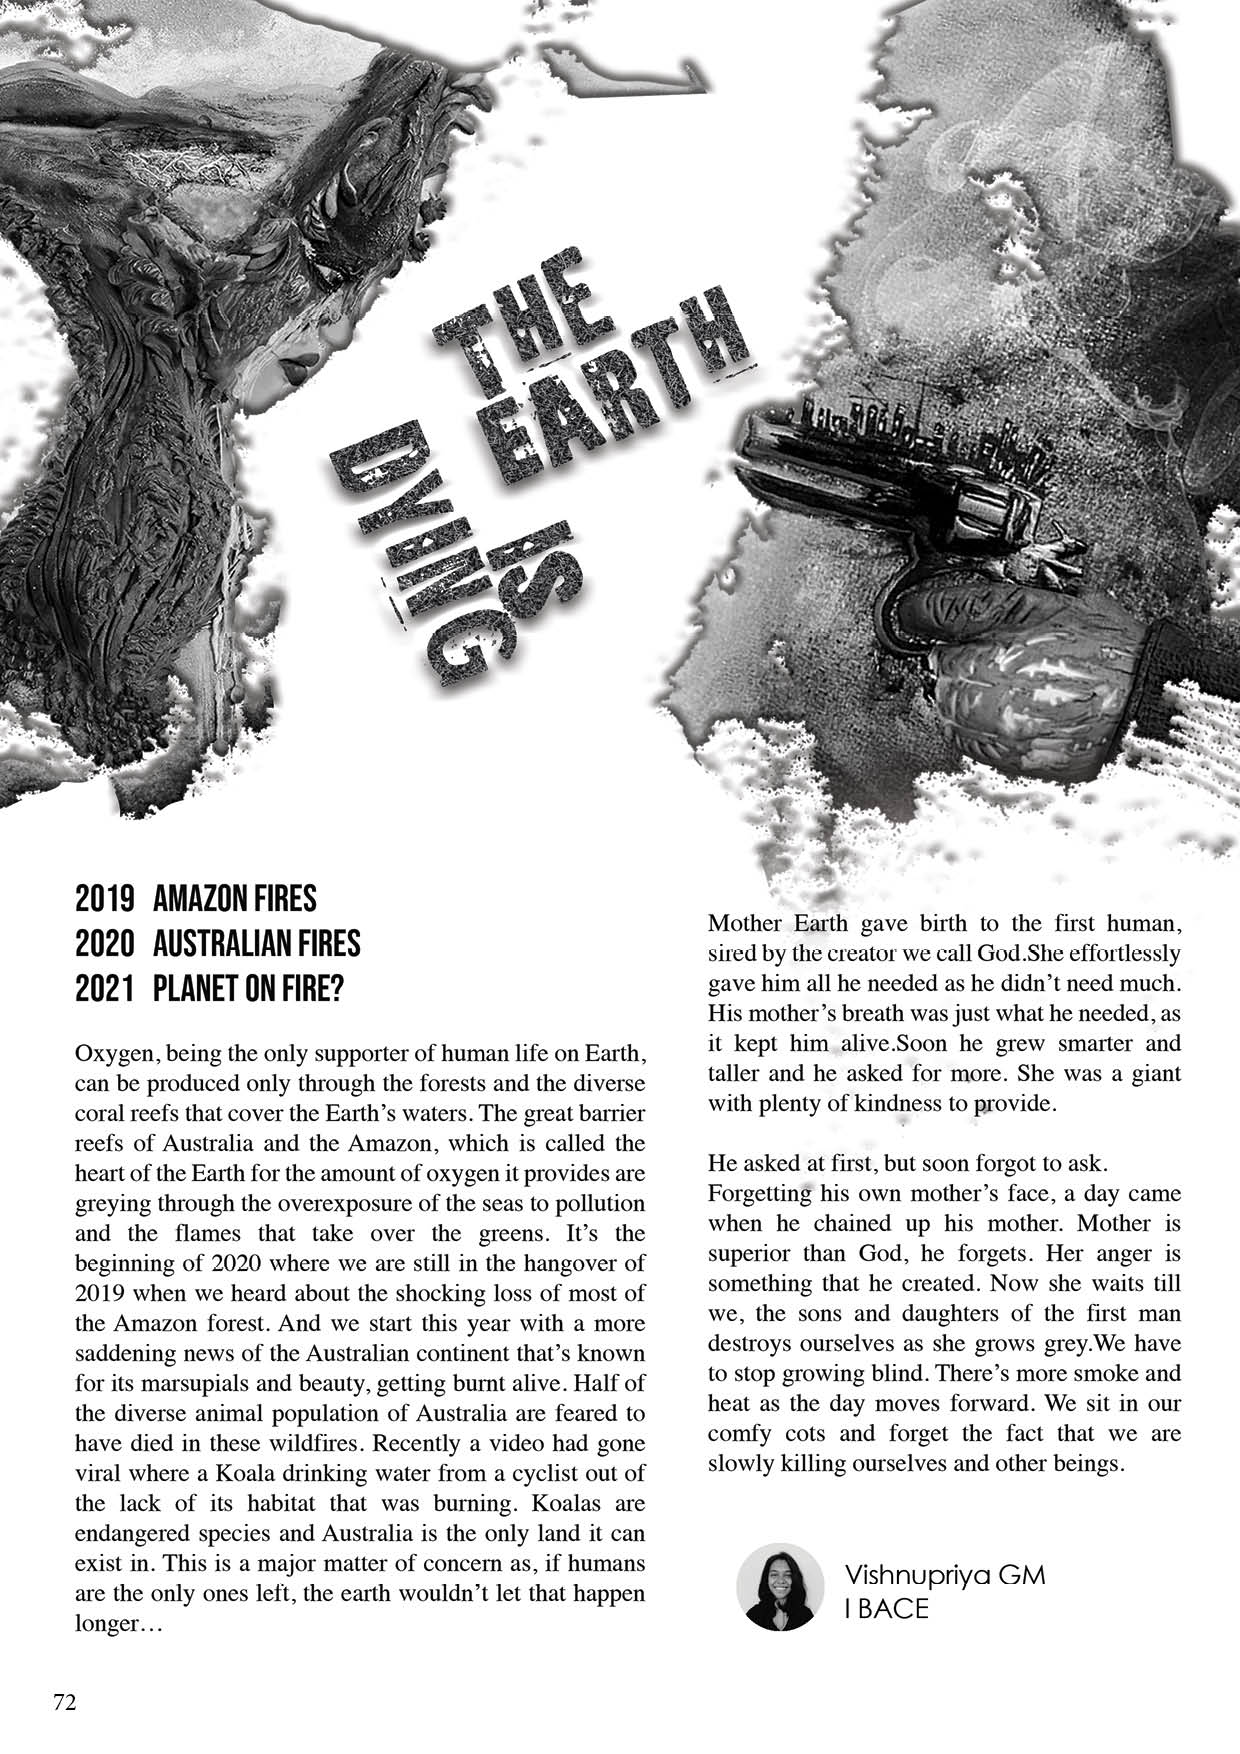 THE
EARTH
IS
DYING
2019 AMAZON FIRES
2020 AUSTRALIAN FIRES
2021 PLANET ON FIRE?
Oxygen, being the only supporter of human life on Earth,
can be produced only through the forests and the diverse
coral reefs that cover the Earth’s waters. The great barrier
reefs of Australia and the Amazon, which is called the
heart of the Earth for the amount of oxygen it provides are
greying through the overexposure of the seas to pollution
and the flames that take over the greens. It’s the
beginning of 2020 where we are still in the hangover of
2019 when we heard about the shocking loss of most of
the Amazon forest. And we start this year with a more
saddening news of the Australian continent that’s known
for its marsupials and beauty, getting burnt alive. Half of
the diverse animal population of Australia are feared to
have died in these wildfires. Recently a video had gone
viral where a Koala drinking water from a cyclist out of
the lack of its habitat that was burning. Koalas are
endangered species and Australia is the only land it can
exist in. This is a major matter of concern as, if humans
are the only ones left, the earth wouldn’t let that happen
longer…
Mother Earth gave birth to the first human,
sired by the creator we call God.She effortlessly
gave him all he needed as he didn’t need much.
His mother’s breath was just what he needed, as
it kept him alive.Soon he grew smarter and
taller and he asked for more. She was a giant
with plenty of kindness to provide.
He asked at first, but soon forgot to ask.
Forgetting his own mother’s face, a day came
when he chained up his mother. Mother is
superior than God, he forgets. Her anger is
something that he created. Now she waits till
we, the sons and daughters of the first man
destroys ourselves as she grows grey.We have
to stop growing blind. There’s more smoke and
heat as the day moves forward. We sit in our
comfy cots and forget the fact that we are
slowly killing ourselves and other beings.
Vishnupriya GM
I BACE
72